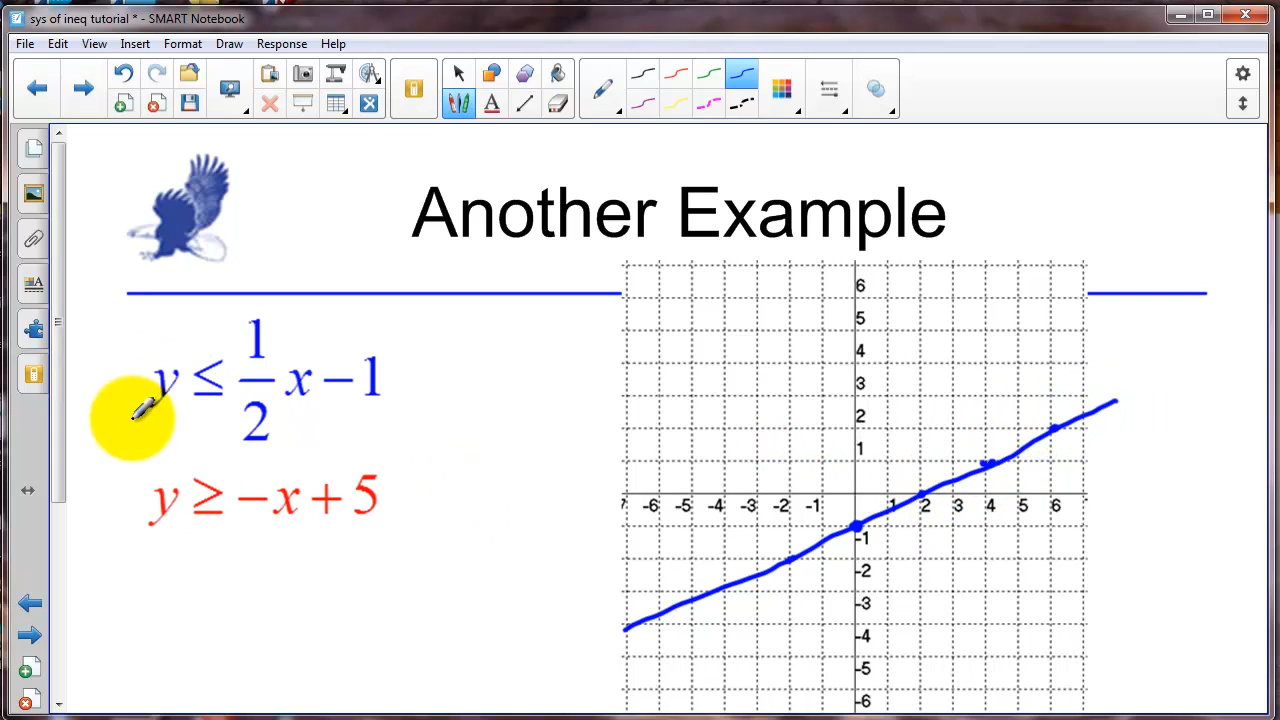 sys of ineq tutorial * - SMART Notebook
File Edit View Insert Format Draw Response Help
Another Example
y ≤ 1/2 x − 1
y ≥ −x + 5
6
5
4
3
2
1
7 -6 -5 -4 -3 -2 -1 1 2 3 4 5 6
-1
-2
-3
-4
-5
-6